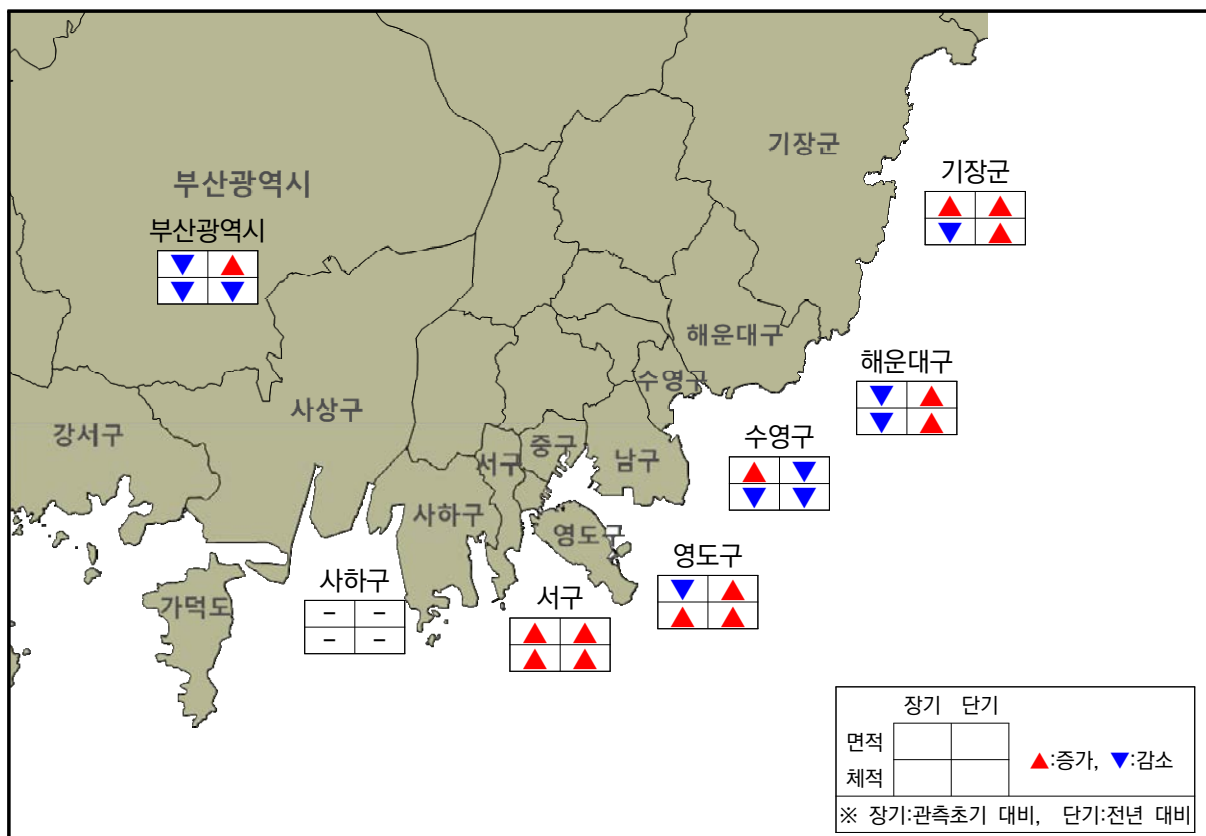 기장군
부산광역시
기장군
▲ ▲
▼ ▲
부산광역시
▼ ▲
▼ ▼
해운대구
해운대구
▼ ▲
▼ ▲
수영구
사상구
강서구
수영구
▲ ▼
▼ ▼
중구
서구
남구
사하구
영도구
영도구
▼ ▲
▲ ▲
사하구
- -
- -
서구
▲ ▲
▲ ▲
가덕도
장기 단기
면적
체적
▲:증가, ▼:감소
※ 장기:관측초기 대비, 단기:전년 대비